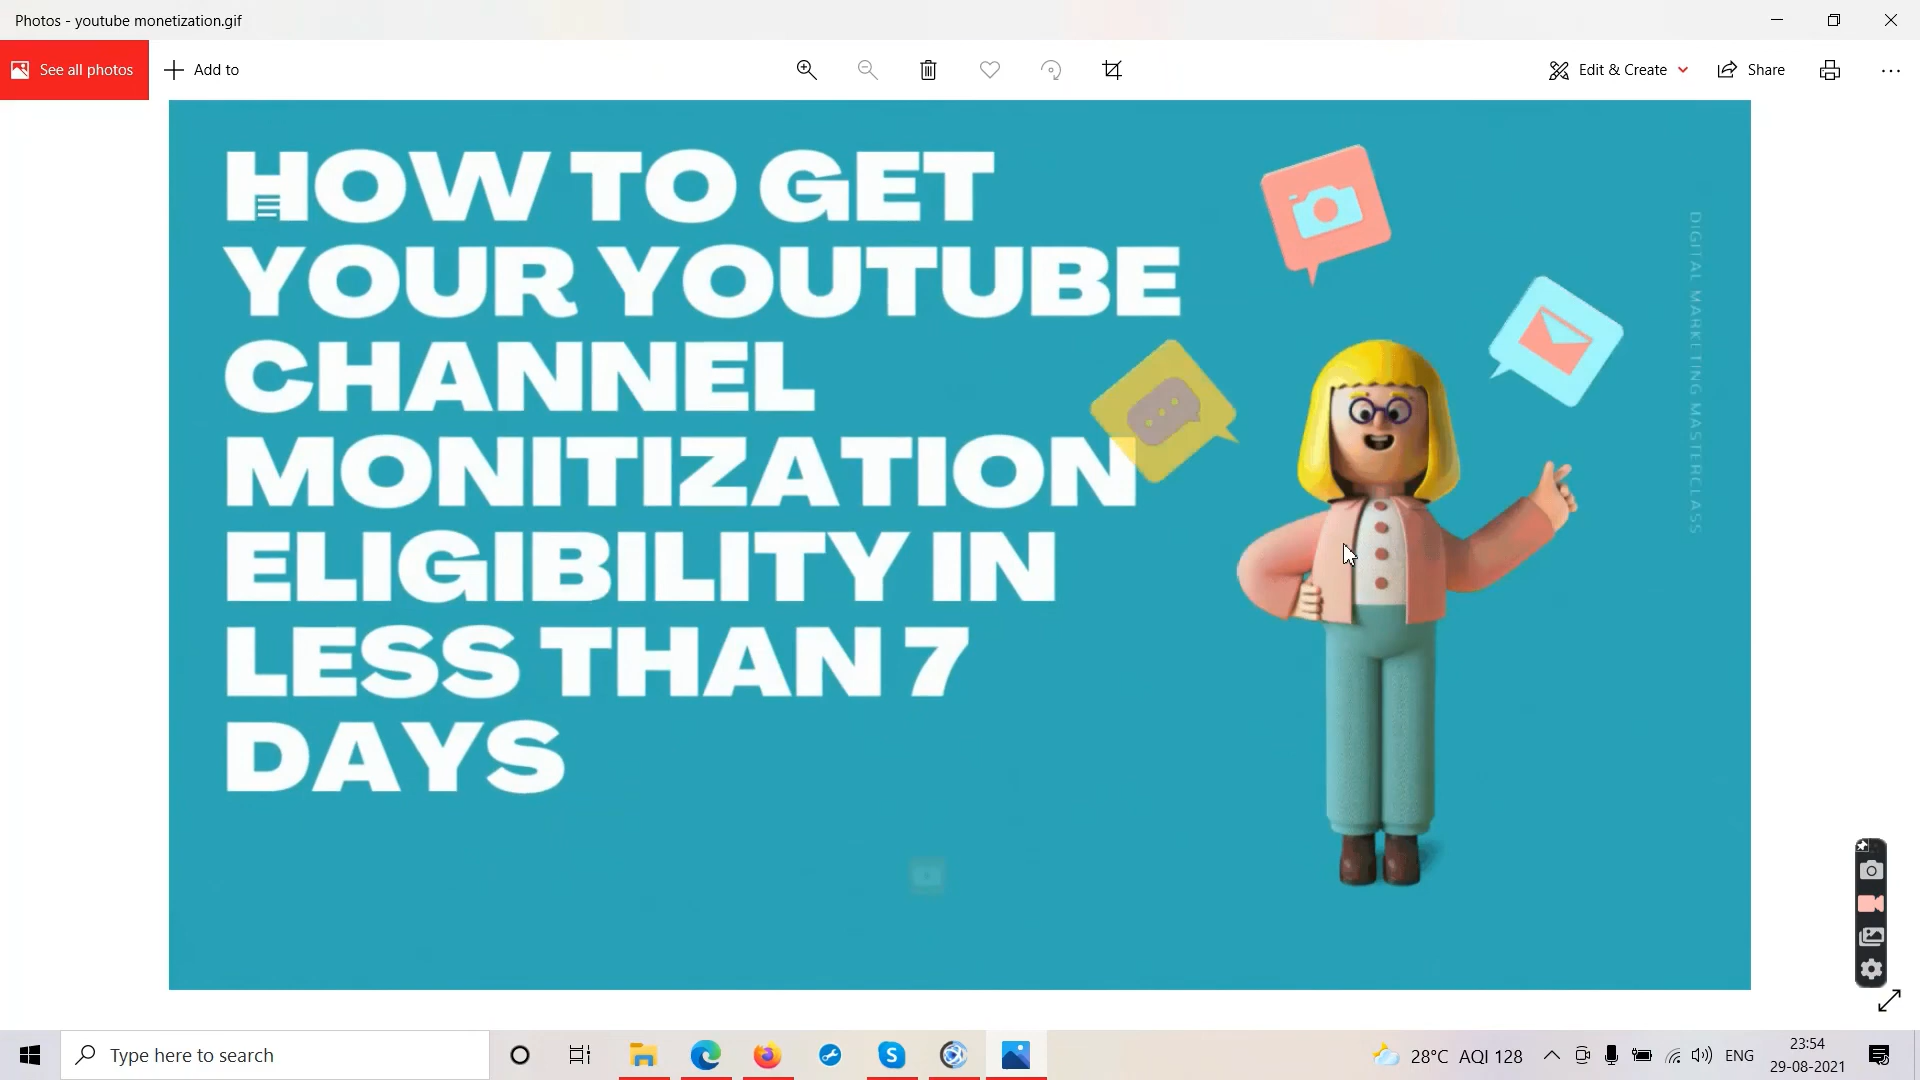 Photos - youtube monetization.gif
See all photos
Add to
Edit & Create
Share
HOW TO GET
YOUR YOUTUBE
CHANNEL
MONITIZATION
ELIGIBILITY IN
LESS THAN 7
DAYS
DIGITAL MARKETING MASTERCLASS
Type here to search
28°C AQI 128
ENG
23:54
29-08-2021